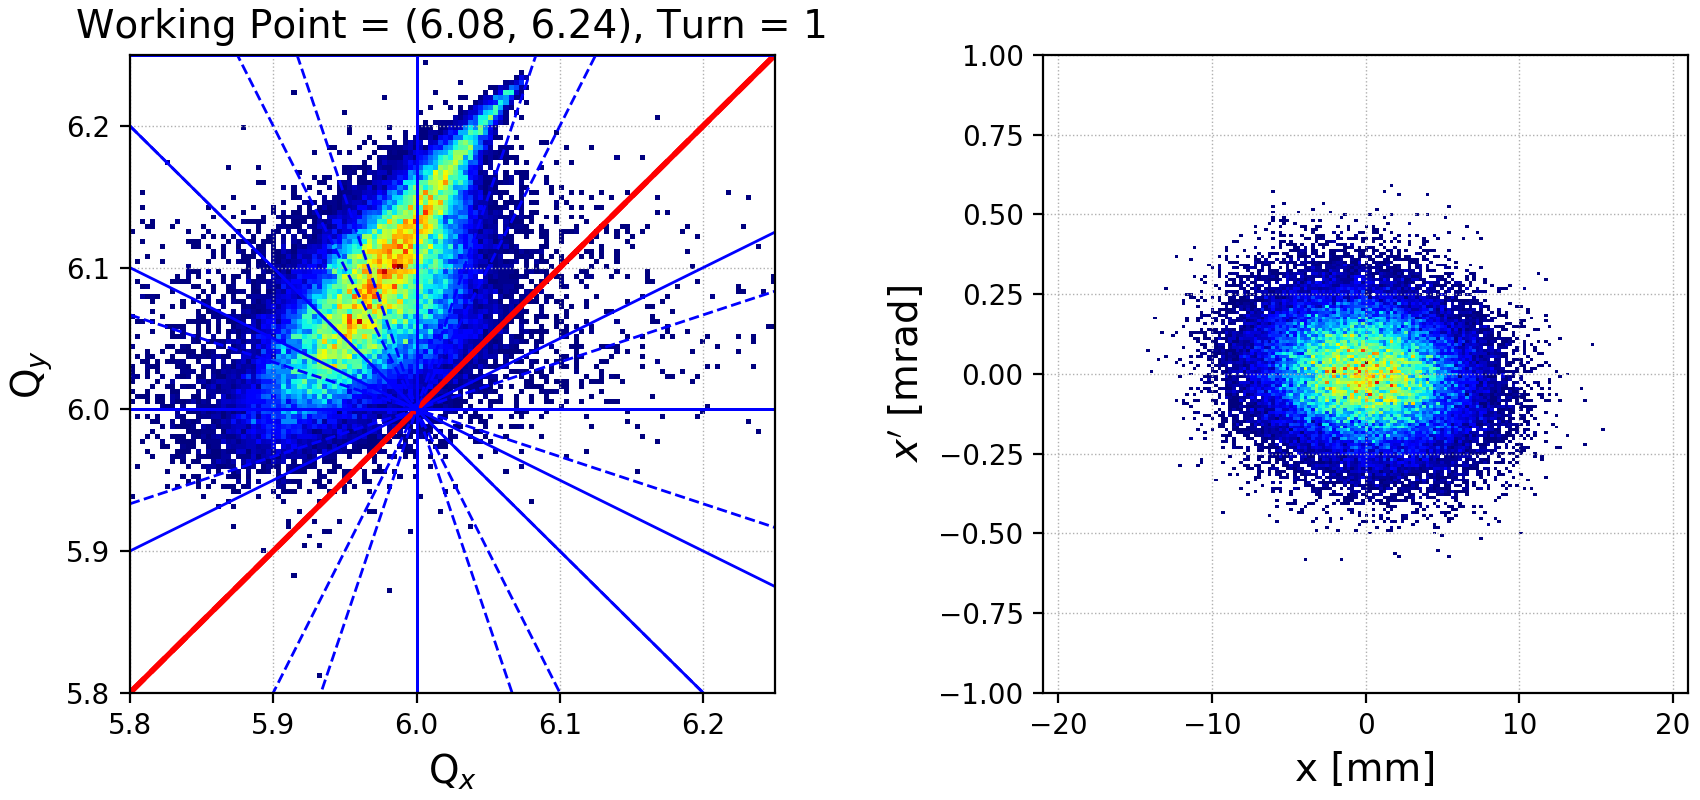 Working Point = (6.08, 6.24), Turn = 1
6.2
6.1
6.0
5.9
5.8
Q_y
5.8 5.9 6.0 6.1 6.2
Q_x
1.00
0.75
0.50
0.25
0.00
−0.25
−0.50
−0.75
−1.00
x′ [mrad]
−20 −10 0 10 20
x [mm]